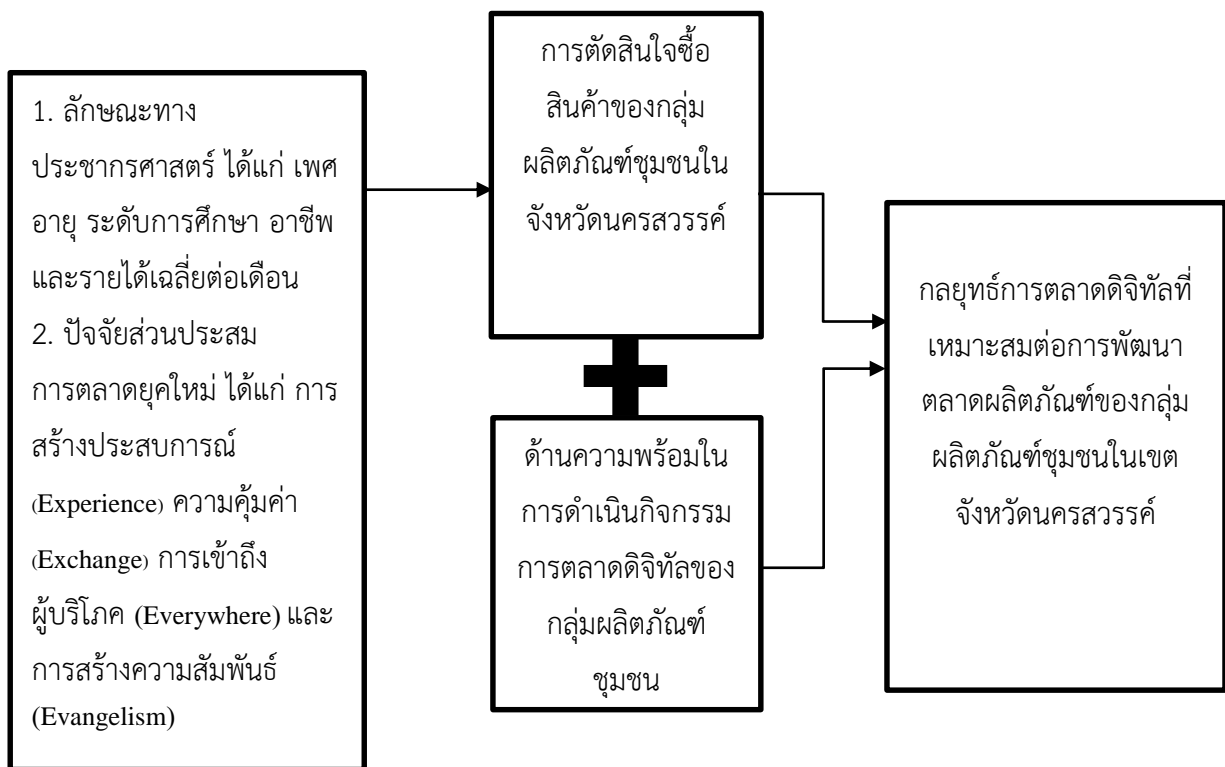 1. ลักษณะทาง
ประชากรศาสตร์ ได้แก่ เพศ
อายุ ระดับการศึกษา อาชีพ
และรายได้เฉลี่ยต่อเดือน
2. ปัจจัยส่วนประสม
การตลาดยุคใหม่ ได้แก่ การ
สร้างประสบการณ์
(Experience) ความคุ้มค่า
(Exchange) การเข้าถึง
ผู้บริโภค (Everywhere) และ
การสร้างความสัมพันธ์
(Evangelism)
การตัดสินใจซื้อ
สินค้าของกลุ่ม
ผลิตภัณฑ์ชุมชนใน
จังหวัดนครสวรรค์
ด้านความพร้อมใน
การดำเนินกิจกรรม
การตลาดดิจิทัลของ
กลุ่มผลิตภัณฑ์
ชุมชน
กลยุทธ์การตลาดดิจิทัลที่
เหมาะสมต่อการพัฒนา
ตลาดผลิตภัณฑ์ของกลุ่ม
ผลิตภัณฑ์ชุมชนในเขต
จังหวัดนครสวรรค์